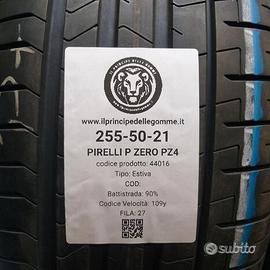 IL PRINCIPE DELLE GOMME
www.ilprincipedellegomme.it
255-50-21
PIRELLI P ZERO PZ4
codice prodotto: 44016
Tipo: Estiva
COD:
Battistrada: 90%
Codice Velocità: 109y
FILA: 27
subito